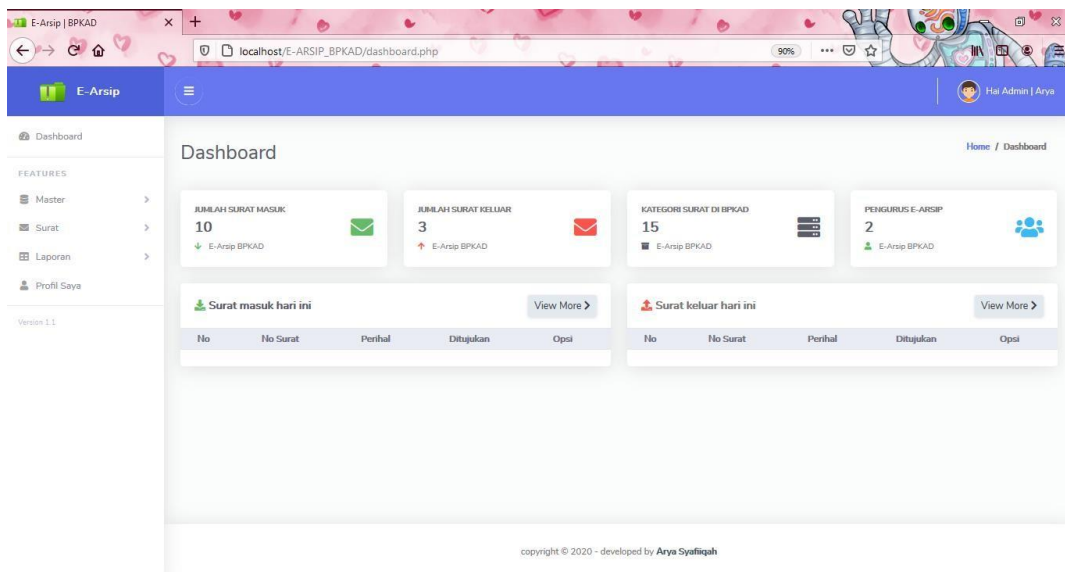 E-Arsip | BPKAD
localhost/E-ARSIP_BPKAD/dashboard.php
90%
E-Arsip
Hai Admin | Arya
Dashboard
FEATURES
Master
Surat
Laporan
Profil Saya
Version 1.1
Dashboard
Home / Dashboard
JUMLAH SURAT MASUK
10
E-Arsip BPKAD
JUMLAH SURAT KELUAR
3
E-Arsip BPKAD
KATEGORI SURAT DI BPKAD
15
E-Arsip BPKAD
PENGURUS E-ARSIP
2
E-Arsip BPKAD
Surat masuk hari ini
View More
No No Surat Perihal Ditujukan Opsi
Surat keluar hari ini
View More
No No Surat Perihal Ditujukan Opsi
copyright © 2020 - developed by Arya Syafiiqah